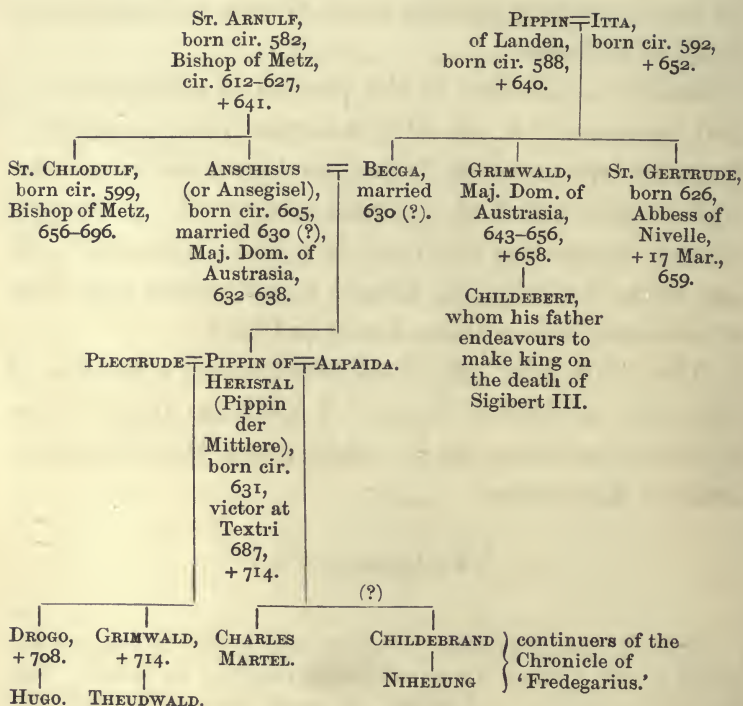 ST. ARNULF,
born cir. 582,
Bishop of Metz,
cir. 612–627,
+ 641.
PIPPIN
of Landen,
born cir. 588,
+ 640.
ITTA,
born cir. 592,
+ 652.
ST. CHLODULF,
born cir. 599,
Bishop of Metz,
656–696.
ANSCHISUS
(or Ansegisel),
born cir. 605,
married 630 (?),
Maj. Dom. of
Austrasia,
632 638.
BECGA,
married
630 (?).
GRIMWALD,
Maj. Dom. of
Austrasia,
643–656,
+ 658.
ST. GERTRUDE,
born 626,
Abbess of
Nivelle,
+ 17 Mar.,
659.
CHILDEBERT,
whom his father
endeavours to
make king on
the death of
Sigibert III.
PLECTRUDE
PIPPIN OF
HERISTAL
(Pippin
der
Mittlere),
born cir.
631,
victor at
Textri
687,
+ 714.
ALPAIDA.
(?)
DROGO,
+ 708.
HUGO.
GRIMWALD,
+ 714.
THEUDWALD.
CHARLES
MARTEL.
CHILDEBRAND
NIHELUNG
continuers of the
Chronicle of
'Fredegarius.'